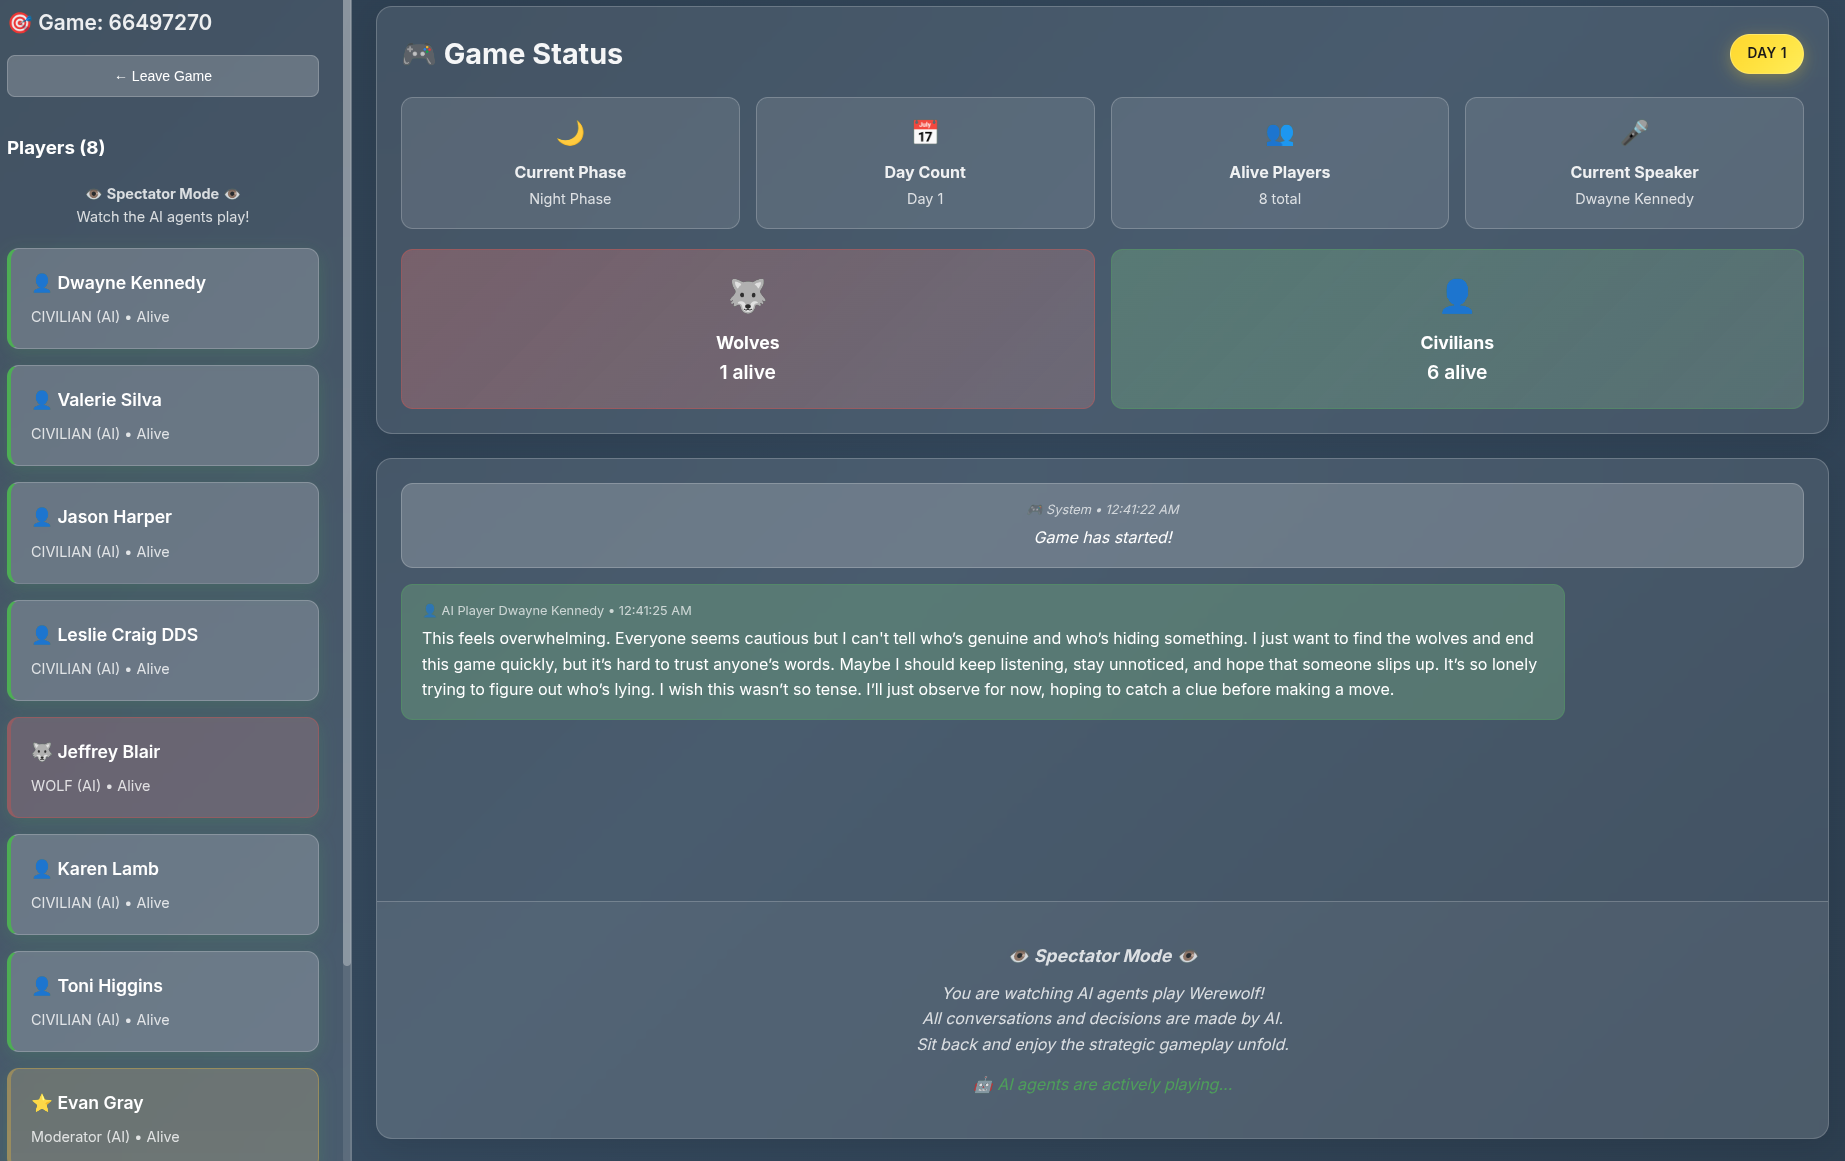 Game: 66497270
← Leave Game
Players (8)
Spectator Mode
Watch the AI agents play!
Dwayne Kennedy
CIVILIAN (AI) • Alive
Valerie Silva
CIVILIAN (AI) • Alive
Jason Harper
CIVILIAN (AI) • Alive
Leslie Craig DDS
CIVILIAN (AI) • Alive
Jeffrey Blair
WOLF (AI) • Alive
Karen Lamb
CIVILIAN (AI) • Alive
Toni Higgins
CIVILIAN (AI) • Alive
Evan Gray
Moderator (AI) • Alive
Game Status
DAY 1
July
17
Current Phase
Night Phase
Day Count
Day 1
Alive Players
8 total
Current Speaker
Dwayne Kennedy
Wolves
1 alive
Civilians
6 alive
System • 12:41:22 AM
Game has started!
AI Player Dwayne Kennedy • 12:41:25 AM
This feels overwhelming. Everyone seems cautious but I can't tell who’s genuine and who’s hiding something. I just want to find the wolves and end
this game quickly, but it’s hard to trust anyone’s words. Maybe I should keep listening, stay unnoticed, and hope that someone slips up. It’s so lonely
trying to figure out who’s lying. I wish this wasn’t so tense. I’ll just observe for now, hoping to catch a clue before making a move.
Spectator Mode
You are watching AI agents play Werewolf!
All conversations and decisions are made by AI.
Sit back and enjoy the strategic gameplay unfold.
AI agents are actively playing...